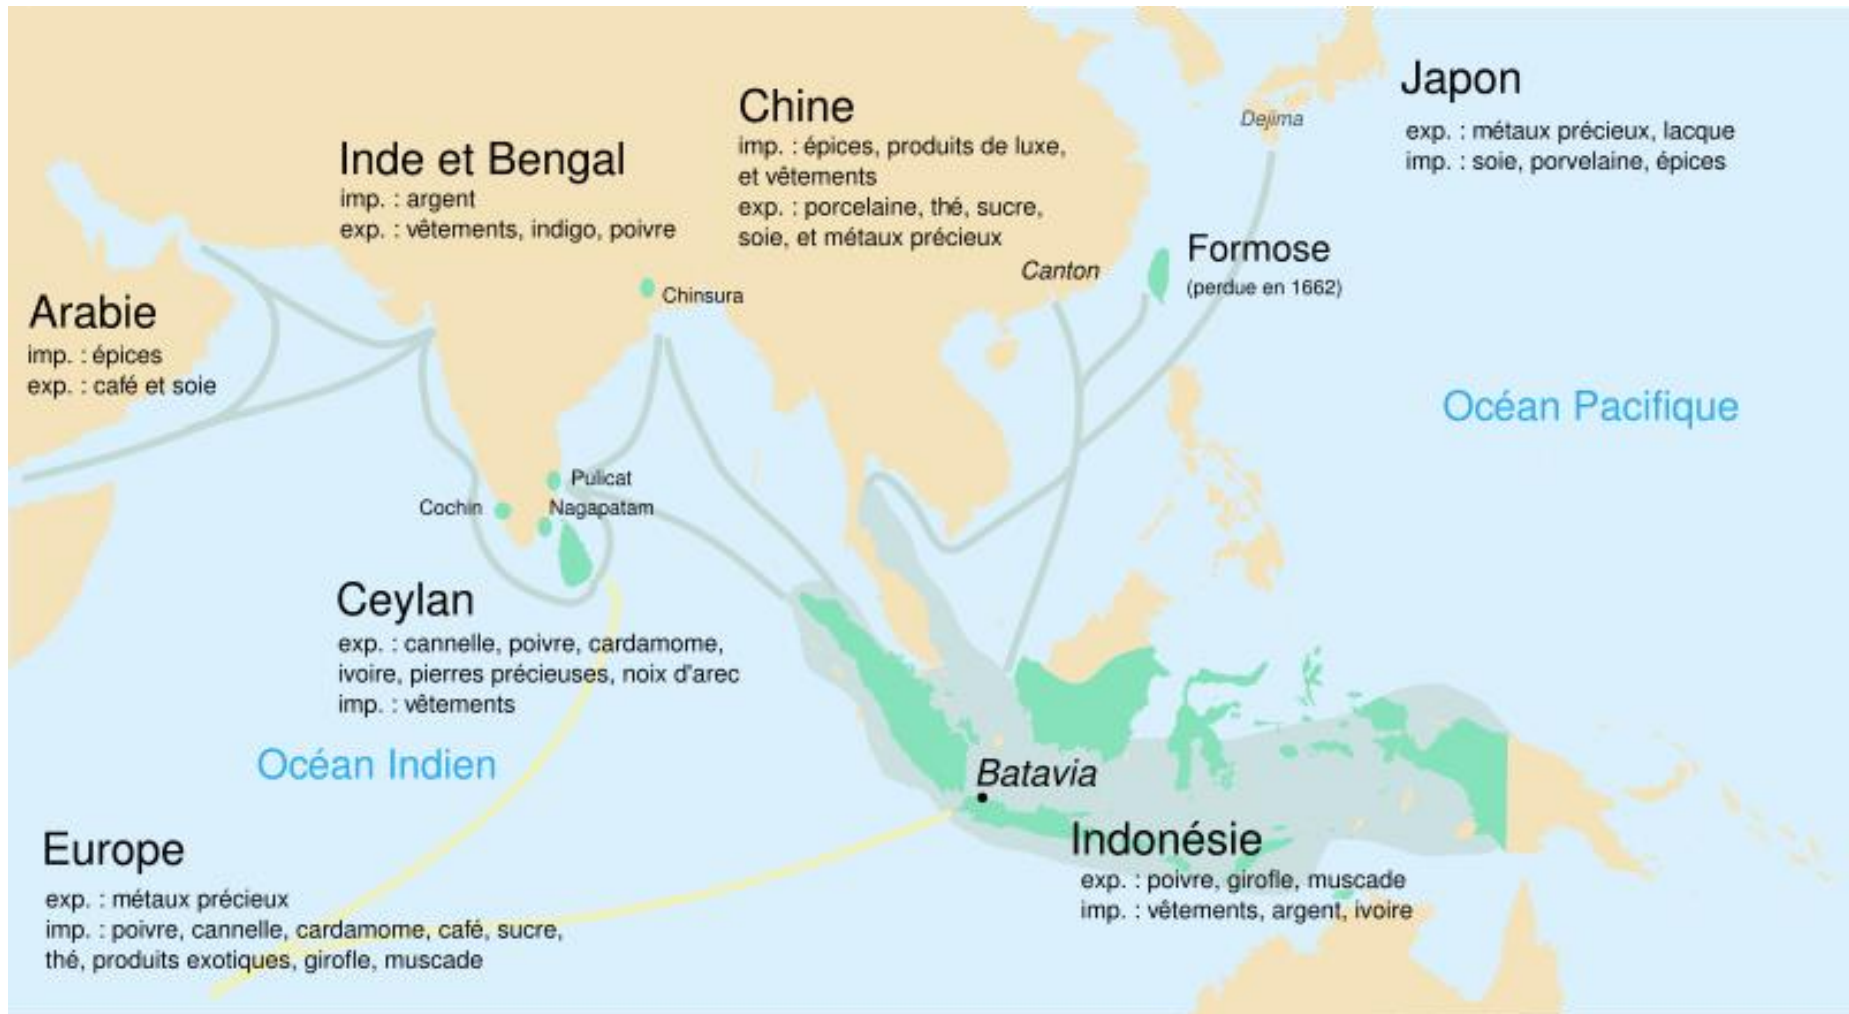 Japon
exp. : métaux précieux, lacque
imp. : soie, porvelaine, épices
Chine
imp. : épices, produits de luxe,
et vêtements
exp. : porcelaine, thé, sucre,
soie, et métaux précieux
Dejima
Inde et Bengal
imp. : argent
exp. : vêtements, indigo, poivre
Formose
(perdue en 1662)
Canton
Chinsura
Arabie
imp. : épices
exp. : café et soie
Océan Pacifique
Pulicat
Cochin
Nagapatam
Ceylan
exp. : cannelle, poivre, cardamome,
ivoire, pierres précieuses, noix d'arec
imp. : vêtements
Océan Indien
Batavia
Europe
exp. : métaux précieux
imp. : poivre, cannelle, cardamome, café, sucre,
thé, produits exotiques, girofle, muscade
Indonésie
exp. : poivre, girofle, muscade
imp. : vêtements, argent, ivoire